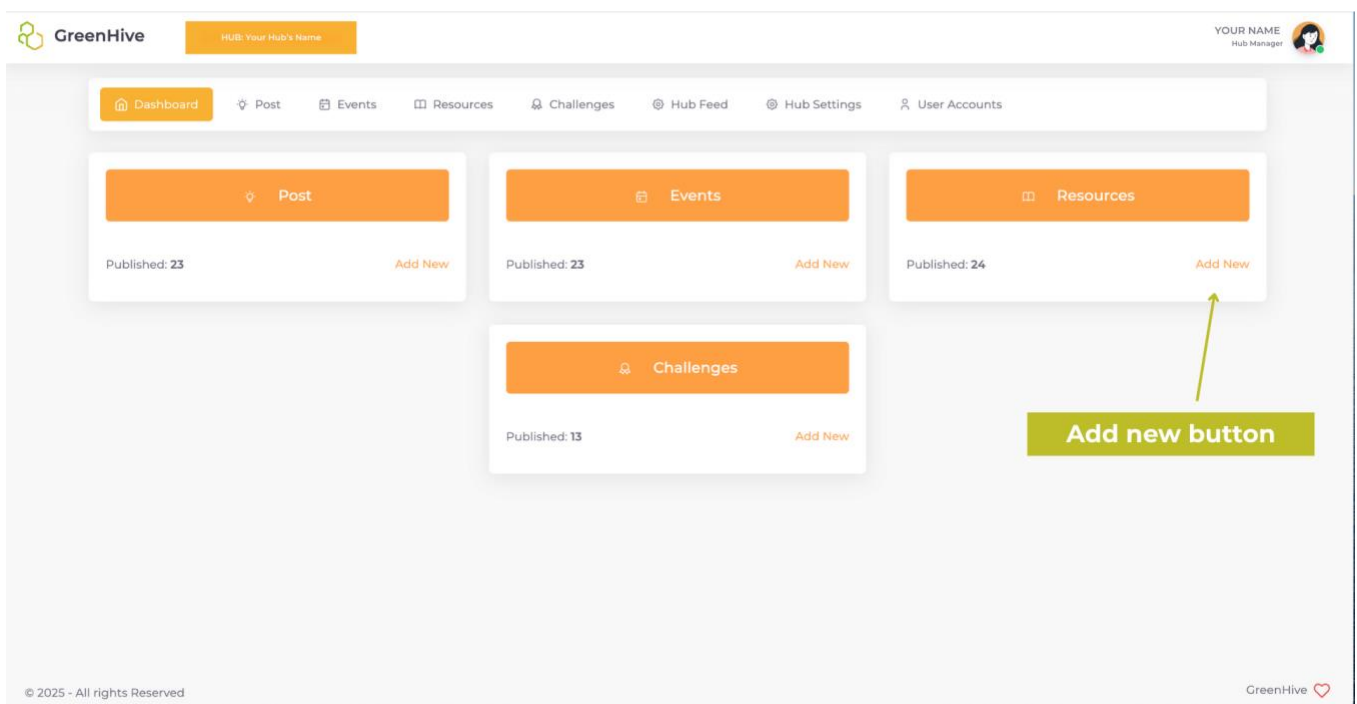 GreenHive
HUB: Your Hub's Name
YOUR NAME
Hub Manager
Dashboard
Post
Events
Resources
Challenges
Hub Feed
Hub Settings
User Accounts
Post
Events
Resources
Published: 23
Add New
Published: 23
Add New
Published: 24
Add New
Challenges
Published: 13
Add New
Add new button
© 2025 - All rights Reserved
GreenHive